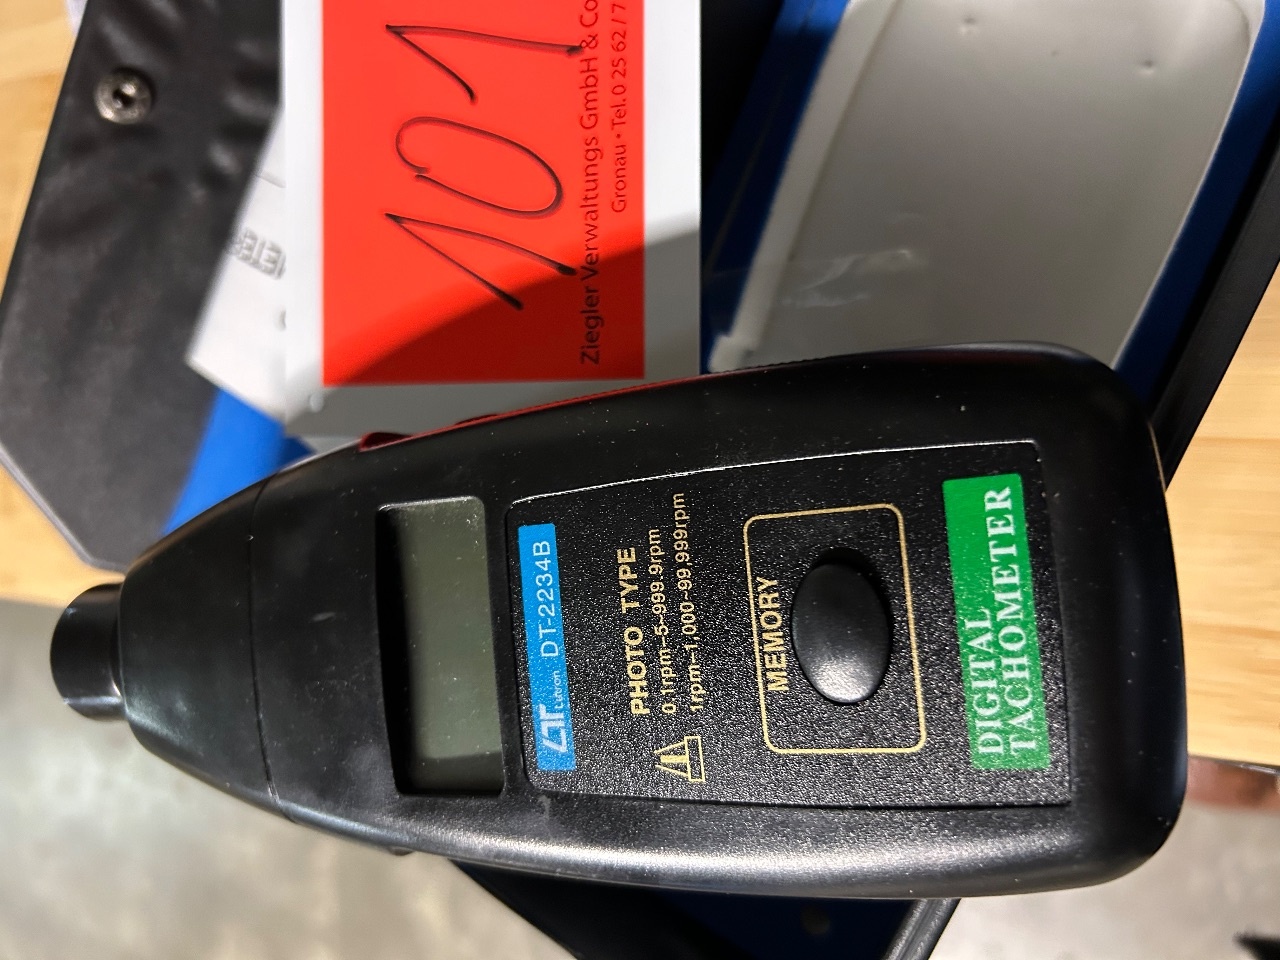 101
Ziegler Verwaltungs GmbH & Co
Gronau • Tel. 0 25 62 / 7
Lutron DT-2234B
PHOTO TYPE
0.1rpm-5~999.9rpm
1rpm-1,000~99,999rpm
MEMORY
DIGITAL
TACHOMETER